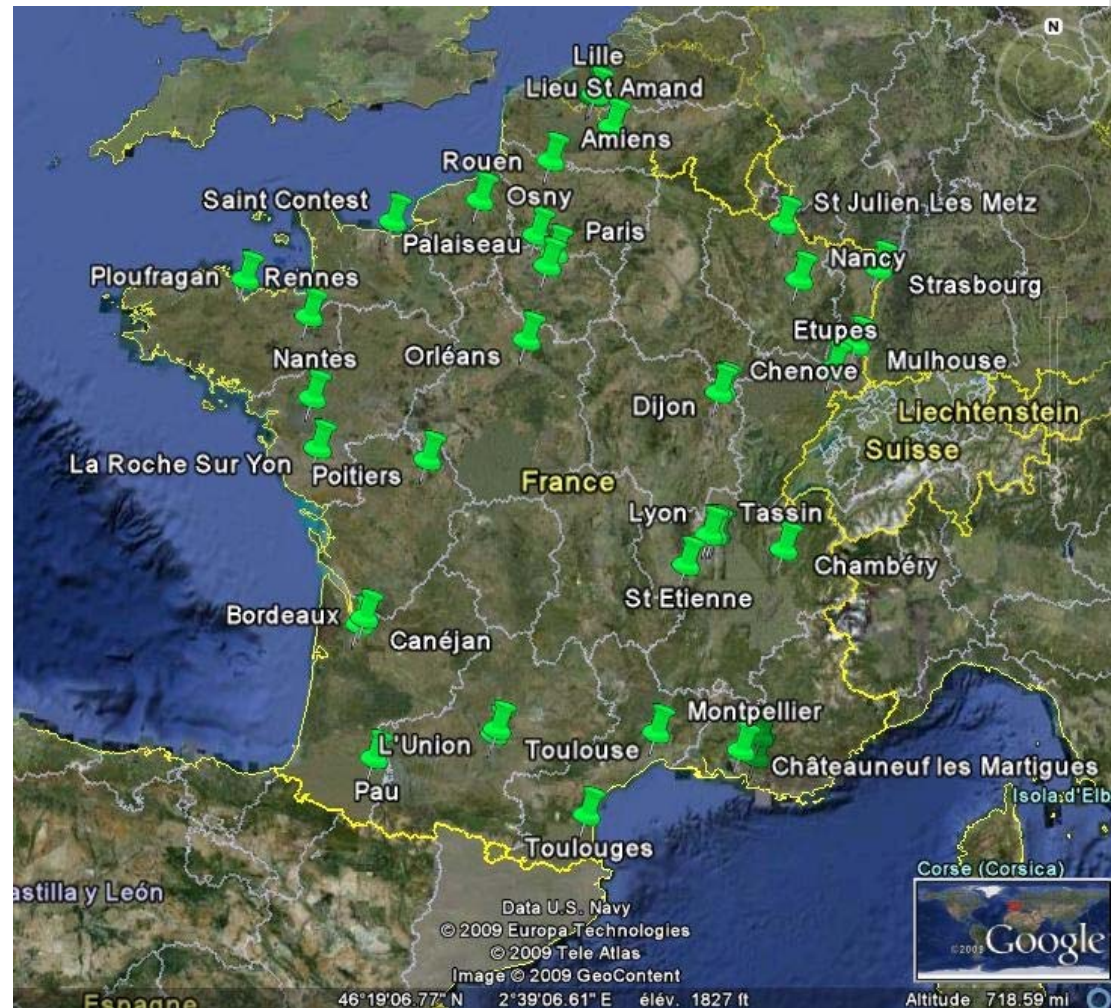 N
Lille
Lieu St Amand
Amiens
Rouen
Osny
Saint Contest
St Julien Les Metz
Palaiseau
Paris
Nancy
Ploufragan
Rennes
Strasbourg
Etupes
Nantes
Orléans
Chenove
Mulhouse
Dijon
Liechtenstein
Suisse
La Roche Sur Yon
Poitiers
France
Lyon
Tassin
Chambéry
St Etienne
Bordeaux
Canéjan
Montpellier
L'Union
Toulouse
Châteauneuf les Martigues
Pau
Isola d'Elb
Toulouges
Corse (Corsica)
astilla y León
Data U.S. Navy
© 2009 Europa Technologies
© 2009 Tele Atlas
Image © 2009 GeoContent
©2009 Google
Espagne
46°19'06.77" N 2°39'06.61" E élév. 1827 ft
Altitude 718.59 mi